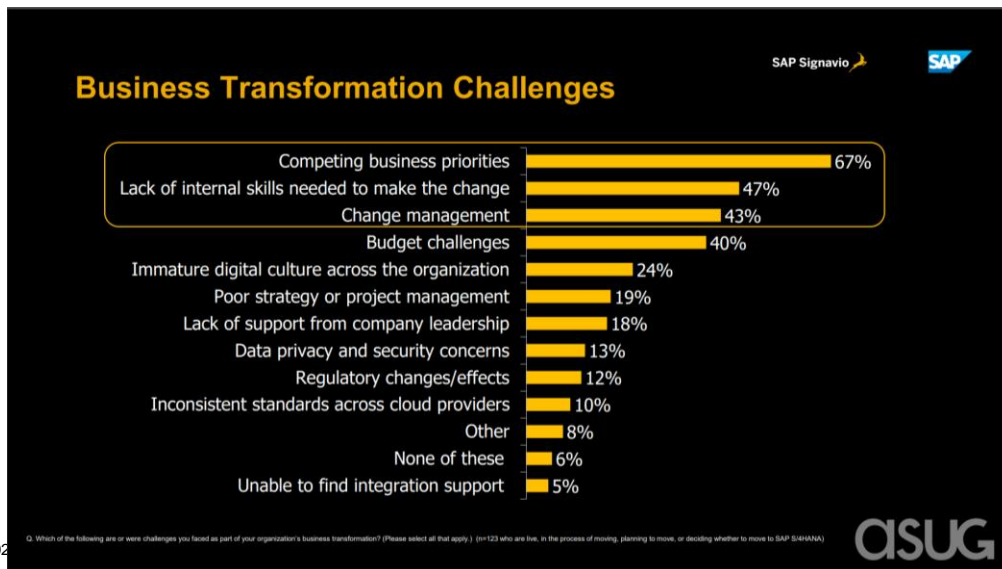 SAP Signavio
SAP
Business Transformation Challenges
Competing business priorities 67%
Lack of internal skills needed to make the change 47%
Change management 43%
Budget challenges 40%
Immature digital culture across the organization 24%
Poor strategy or project management 19%
Lack of support from company leadership 18%
Data privacy and security concerns 13%
Regulatory changes/effects 12%
Inconsistent standards across cloud providers 10%
Other 8%
None of these 6%
Unable to find integration support 5%
Q. Which of the following are or were challenges you faced as part of your organization's business transformation? (Please select all that apply.) (n=123 who are live, in the process of moving, planning to move, or deciding whether to move to SAP S/4HANA)
asug